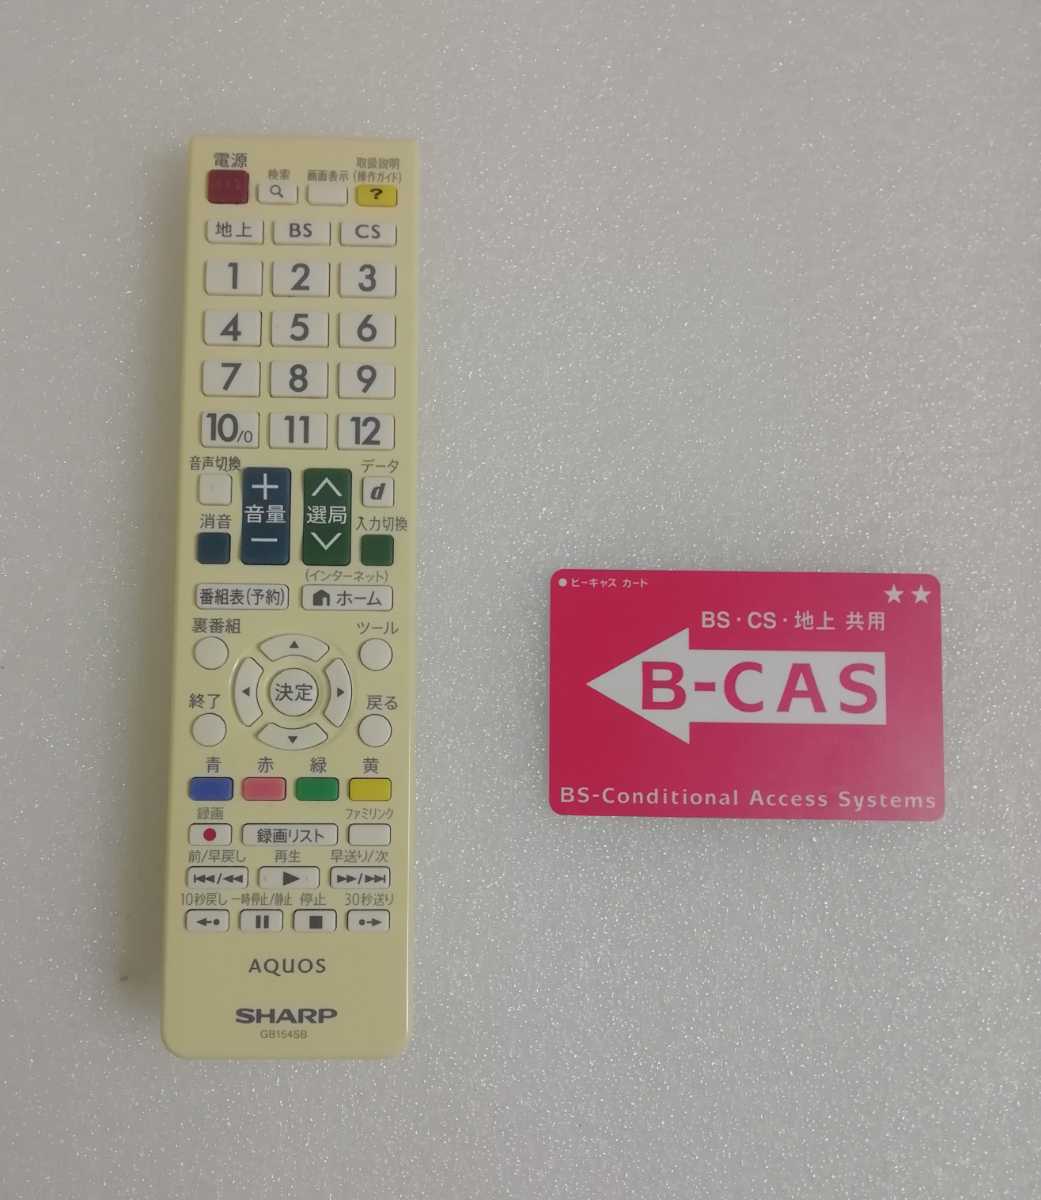 電源
検索
画面表示
取扱説明
(操作ガイド)
?
地上 BS CS
1 2 3
4 5 6
7 8 9
10/0 11 12
音声切換
データ
+
音量
−
選局
d
消音
入力切換
(インターネット)
番組表(予約)
ホーム
裏番組
ツール
決定
終了
戻る
青 赤 緑 黄
録画
録画リスト
ファミリンク
前/早戻し 再生 早送り/次
10秒戻し 一時停止/静止 停止 30秒送り
AQUOS
SHARP
GB154SB
ビーキャス カード
★★
BS・CS・地上 共用
B-CAS
BS-Conditional Access Systems